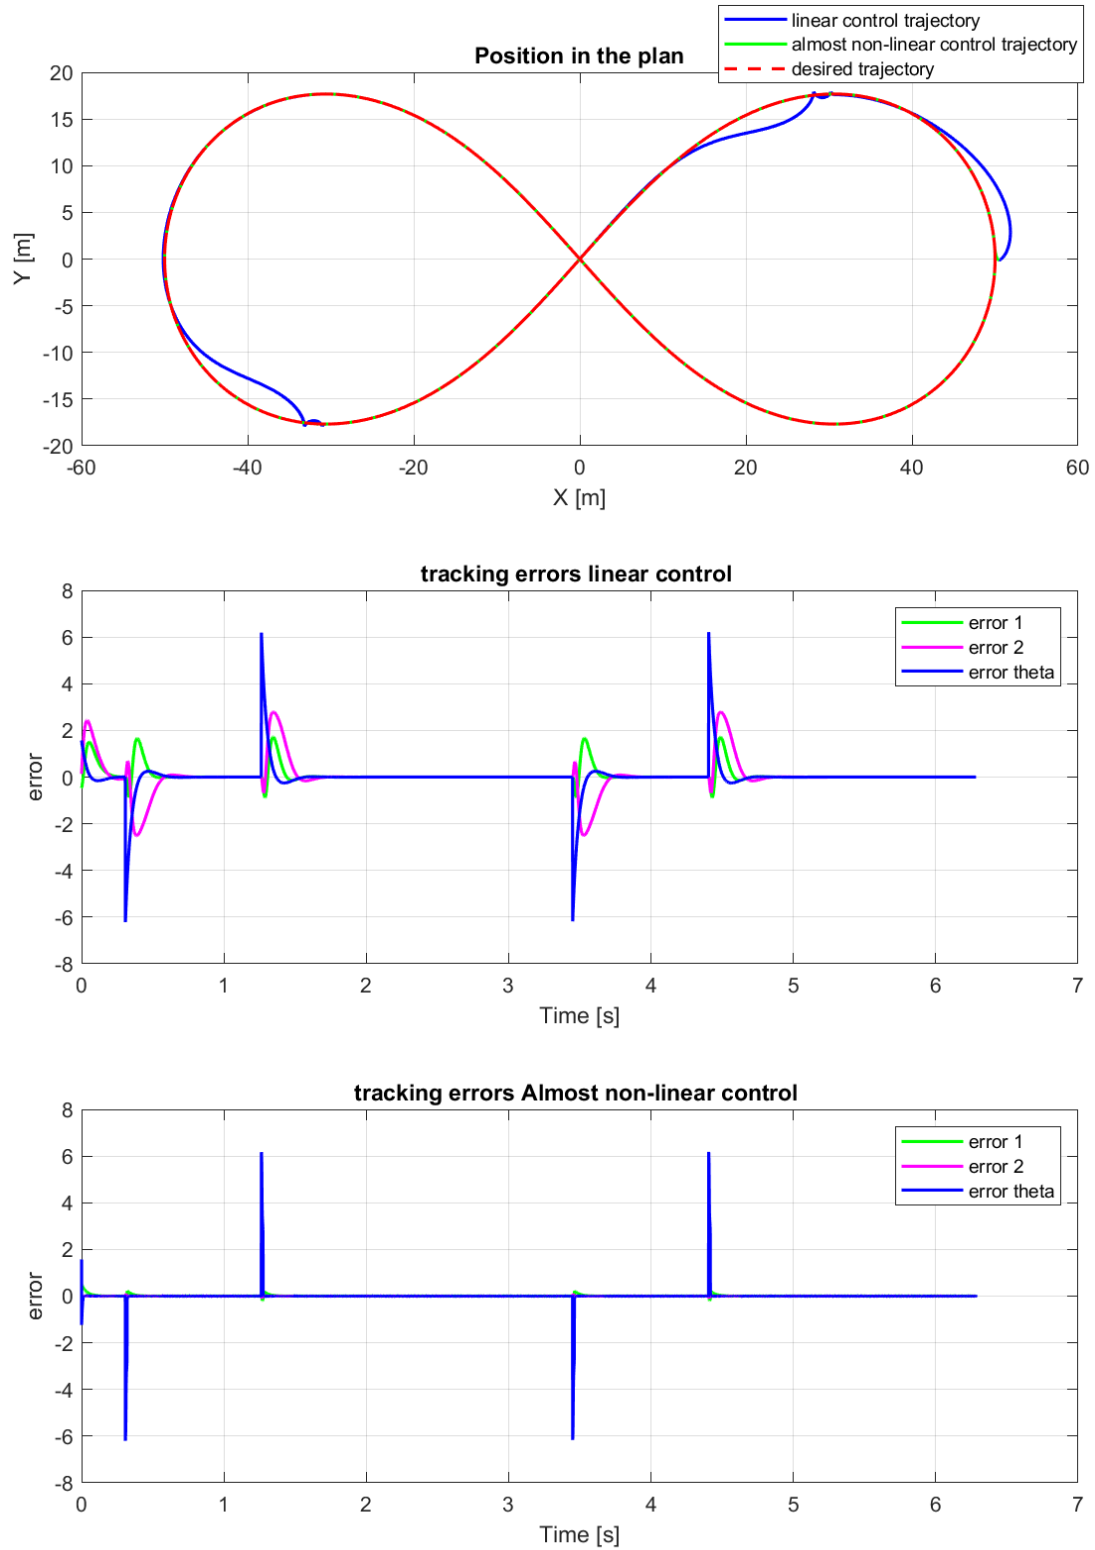 linear control trajectory
almost non-linear control trajectory
desired trajectory
Position in the plan
20
15
10
5
0
-5
-10
-15
-20
Y [m]
-60
-40
-20
0
20
40
60
X [m]
tracking errors linear control
error 1
error 2
error theta
8
6
4
2
0
-2
-4
-6
-8
error
0
1
2
3
4
5
6
7
Time [s]
tracking errors Almost non-linear control
error 1
error 2
error theta
8
6
4
2
0
-2
-4
-6
-8
error
0
1
2
3
4
5
6
7
Time [s]